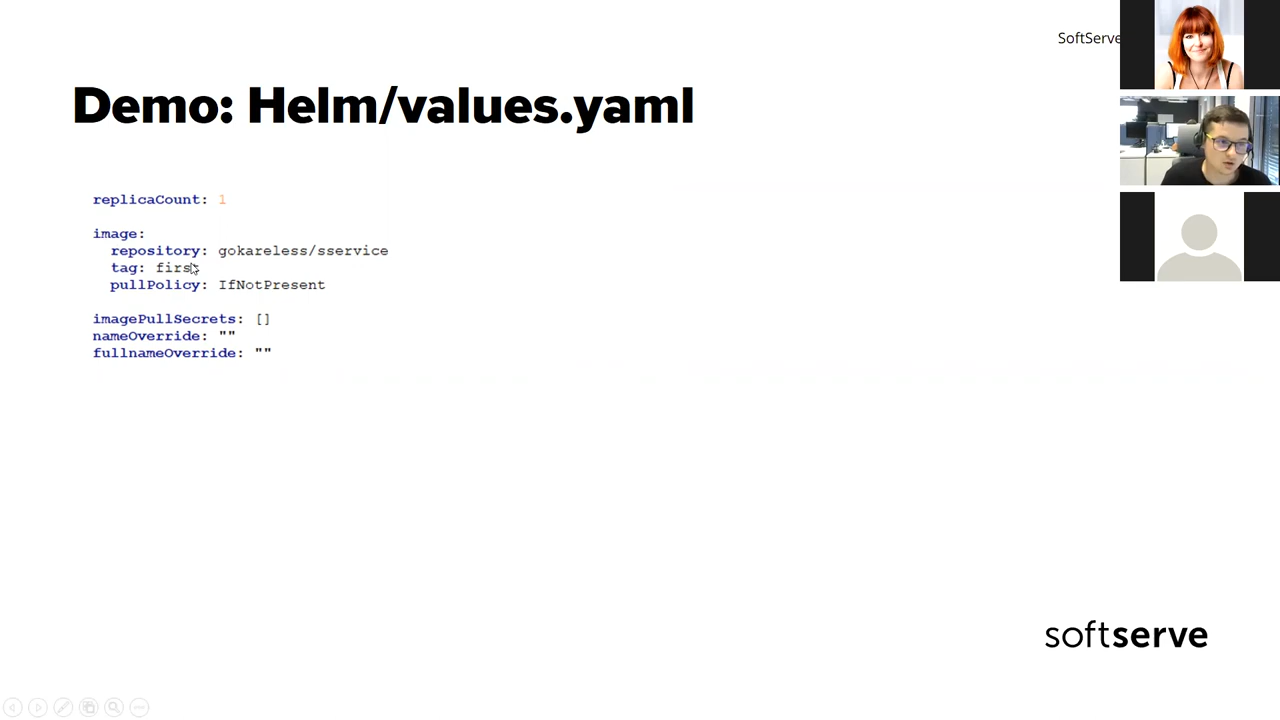 SoftServe
Demo: Helm/values.yaml
replicaCount: 1
image:
repository: gokareless/sservice
tag: first
pullPolicy: IfNotPresent
imagePullSecrets: []
nameOverride: ""
fullnameOverride: ""
softserve